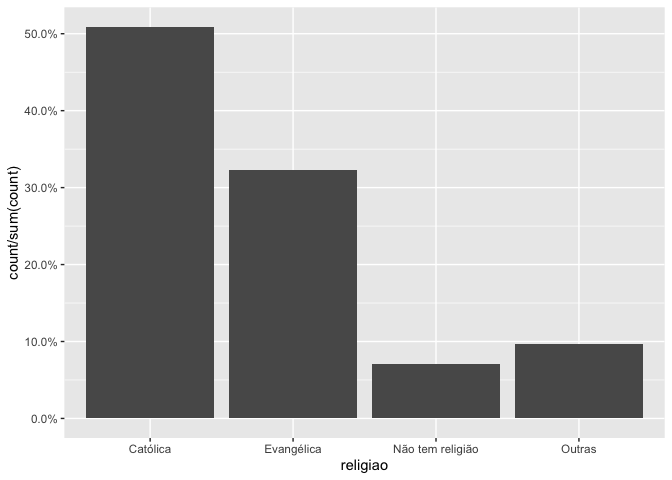 50.0%
40.0%
30.0%
20.0%
10.0%
0.0%
count/sum(count)
Católica Evangélica Não tem religião Outras
religiao